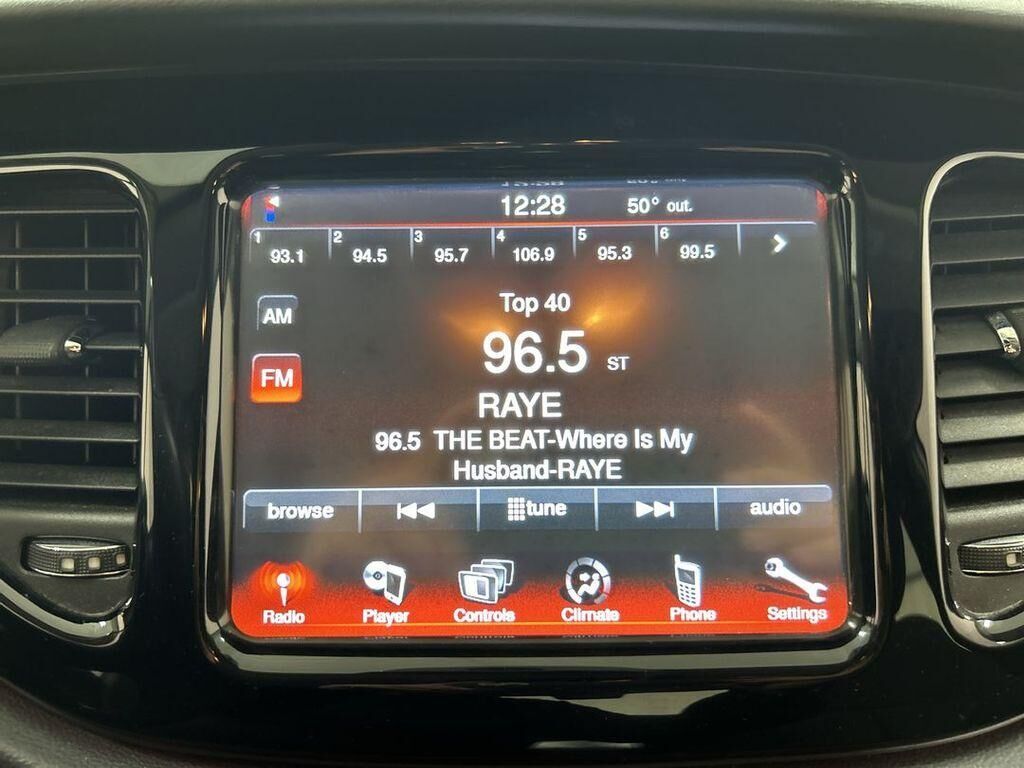 12:28 50° out.
1 93.1 2 94.5 3 95.7 4 106.9 5 95.3 6 99.5
Top 40
AM
96.5 ST
FM
RAYE
96.5 THE BEAT-Where Is My
Husband-RAYE
browse tune audio
Radio Player Controls Climate Phone Settings